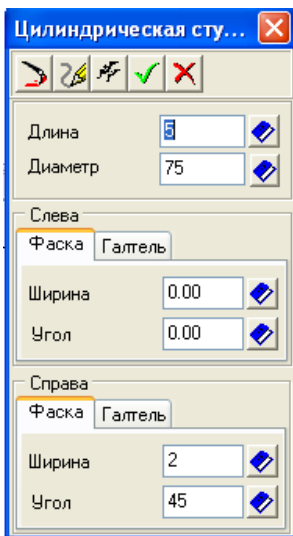 Цилиндрическая сту...
Длина 5
Диаметр 75
Слева
Фаска Галтель
Ширина 0.00
Угол 0.00
Справа
Фаска Галтель
Ширина 2
Угол 45